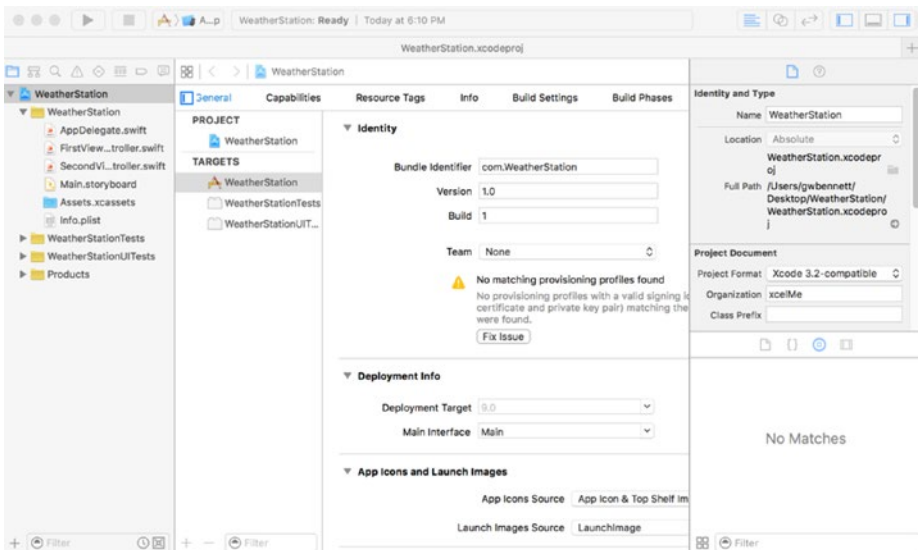 A...p
WeatherStation: Ready | Today at 6:10 PM
WeatherStation.xcodeproj
WeatherStation
WeatherStation
AppDelegate.swift
FirstView...troller.swift
SecondVi...troller.swift
Main.storyboard
Assets.xcassets
Info.plist
WeatherStationTests
WeatherStationUITests
Products
Filter
WeatherStation
General Capabilities Resource Tags Info Build Settings Build Phases
PROJECT
WeatherStation
TARGETS
WeatherStation
WeatherStationTests
WeatherStationUIT...
Filter
Identity
Bundle Identifier com.WeatherStation
Version 1.0
Build 1
Team None
No matching provisioning profiles found
No provisioning profiles with a valid signing
certificate and private key pair) matching the
were found.
Fix Issue
Deployment Info
Deployment Target 9.0
Main Interface Main
App Icons and Launch Images
App Icons Source App Icon & Top Shelf Im
Launch Images Source LaunchImage
Identity and Type
Name WeatherStation
Location Absolute
WeatherStation.xcodepr
oj
Full Path /Users/gwbennett/
Desktop/WeatherStation/
WeatherStation.xcodepro
j
Project Document
Project Format Xcode 3.2-compatible
Organization xcelMe
Class Prefix
No Matches
Filter